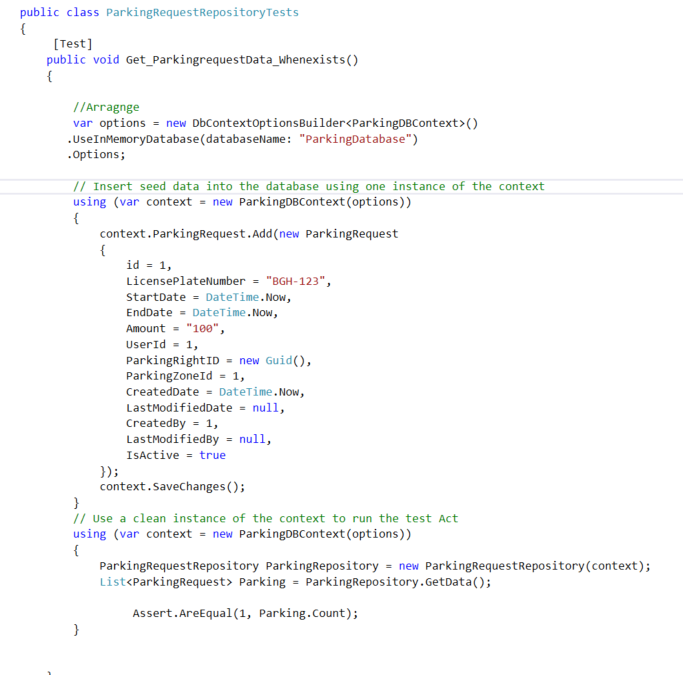 public class ParkingRequestRepositoryTests
{
[Test]
public void Get_ParkingrequestData_Whenexists()
{
//Arragnge
var options = new DbContextOptionsBuilder<ParkingDBContext>()
.UseInMemoryDatabase(databaseName: "ParkingDatabase")
.Options;
// Insert seed data into the database using one instance of the context
using (var context = new ParkingDBContext(options))
{
context.ParkingRequest.Add(new ParkingRequest
{
id = 1,
LicensePlateNumber = "BGH-123",
StartDate = DateTime.Now,
EndDate = DateTime.Now,
Amount = "100",
UserId = 1,
ParkingRightID = new Guid(),
ParkingZoneId = 1,
CreatedDate = DateTime.Now,
LastModifiedDate = null,
CreatedBy = 1,
LastModifiedBy = null,
IsActive = true
});
context.SaveChanges();
}
// Use a clean instance of the context to run the test Act
using (var context = new ParkingDBContext(options))
{
ParkingRequestRepository ParkingRepository = new ParkingRequestRepository(context);
List<ParkingRequest> Parking = ParkingRepository.GetData();
Assert.AreEqual(1, Parking.Count);
}
}